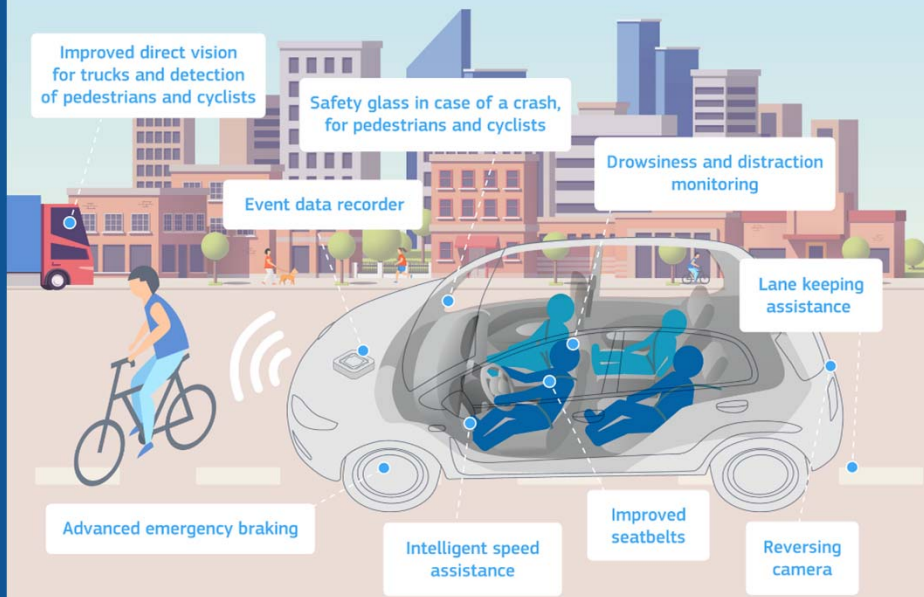 Improved direct vision
for trucks and detection
of pedestrians and cyclists
Safety glass in case of a crash,
for pedestrians and cyclists
Drowsiness and distraction
monitoring
Event data recorder
Lane keeping
assistance
Advanced emergency braking
Intelligent speed
assistance
Improved
seatbelts
Reversing
camera